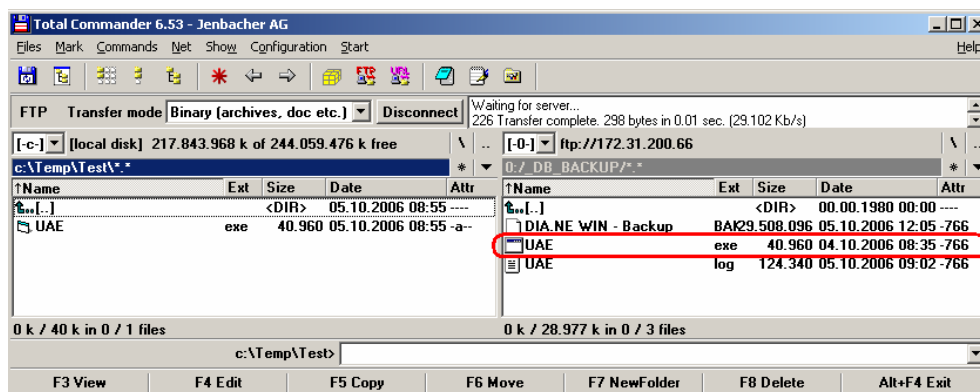 Total Commander 6.53 - Jenbacher AG
Files Mark Commands Net Show Configuration Start Help
FTP Transfer mode Binary (archives, doc etc.) Disconnect
Waiting for server...
226 Transfer complete. 298 bytes in 0.01 sec. (29.102 Kb/s)
[-c-] [local disk] 217.843.968 k of 244.059.476 k free \ ..
[-0-] ftp://172.31.200.66 \ ..
c:\Temp\Test\*.* *
0:/_DB_BACKUP/*.* *
↑Name Ext Size Date Attr
[..] <DIR> 05.10.2006 08:55 ----
UAE exe 40.960 05.10.2006 08:55 -a--
↑Name Ext Size Date Attr
[..] <DIR> 00.00.1980 00:00 ----
DIA.NE WIN - Backup BAK 29.508.096 05.10.2006 12:05 -766
UAE exe 40.960 04.10.2006 08:35 -766
UAE log 124.340 05.10.2006 09:02 -766
0 k / 40 k in 0 / 1 files
0 k / 28.977 k in 0 / 3 files
c:\Temp\Test>
F3 View F4 Edit F5 Copy F6 Move F7 NewFolder F8 Delete Alt+F4 Exit